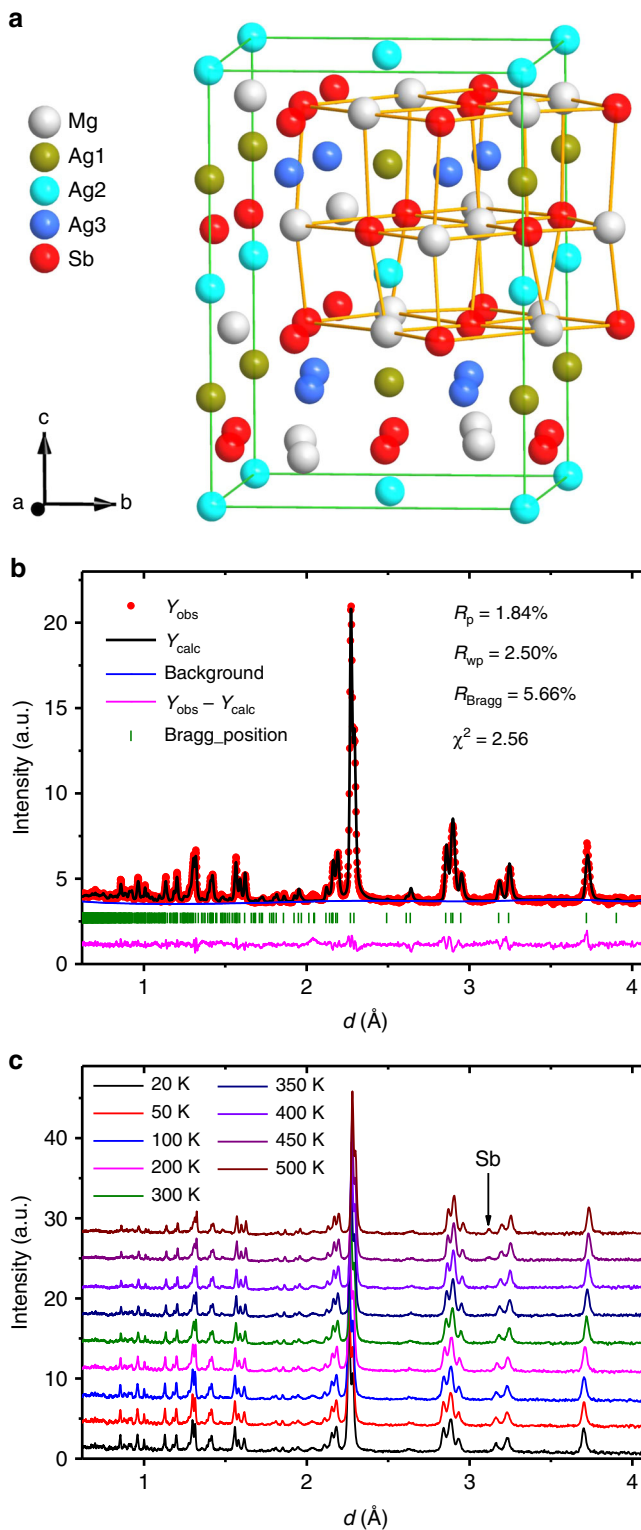 a
Mg
Ag1
Ag2
Ag3
Sb
c
a
b
b
Y_obs
Y_calc
Background
Y_obs – Y_calc
Bragg_position
R_p = 1.84%
R_wp = 2.50%
R_Bragg = 5.66%
χ² = 2.56
Intensity (a.u.)
20
15
10
5
0
1
2
3
4
d (Å)
c
20 K
50 K
100 K
200 K
300 K
350 K
400 K
450 K
500 K
Sb
Intensity (a.u.)
40
30
20
10
0
1
2
3
4
d (Å)